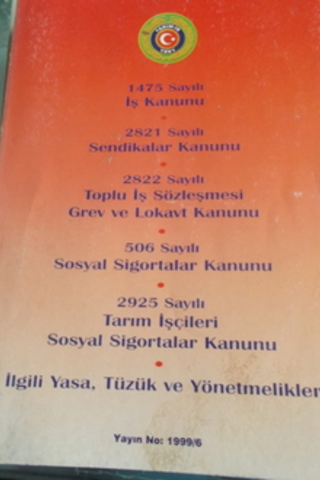 1475 Sayılı
İş Kanunu
2821 Sayılı
Sendikalar Kanunu
2822 Sayılı
Toplu İş Sözleşmesi
Grev ve Lokavt Kanunu
506 Sayılı
Sosyal Sigortalar Kanunu
2925 Sayılı
Tarım İşçileri
Sosyal Sigortalar Kanunu
İlgili Yasa, Tüzük ve Yönetmelikler
Yayın No: 1999/6